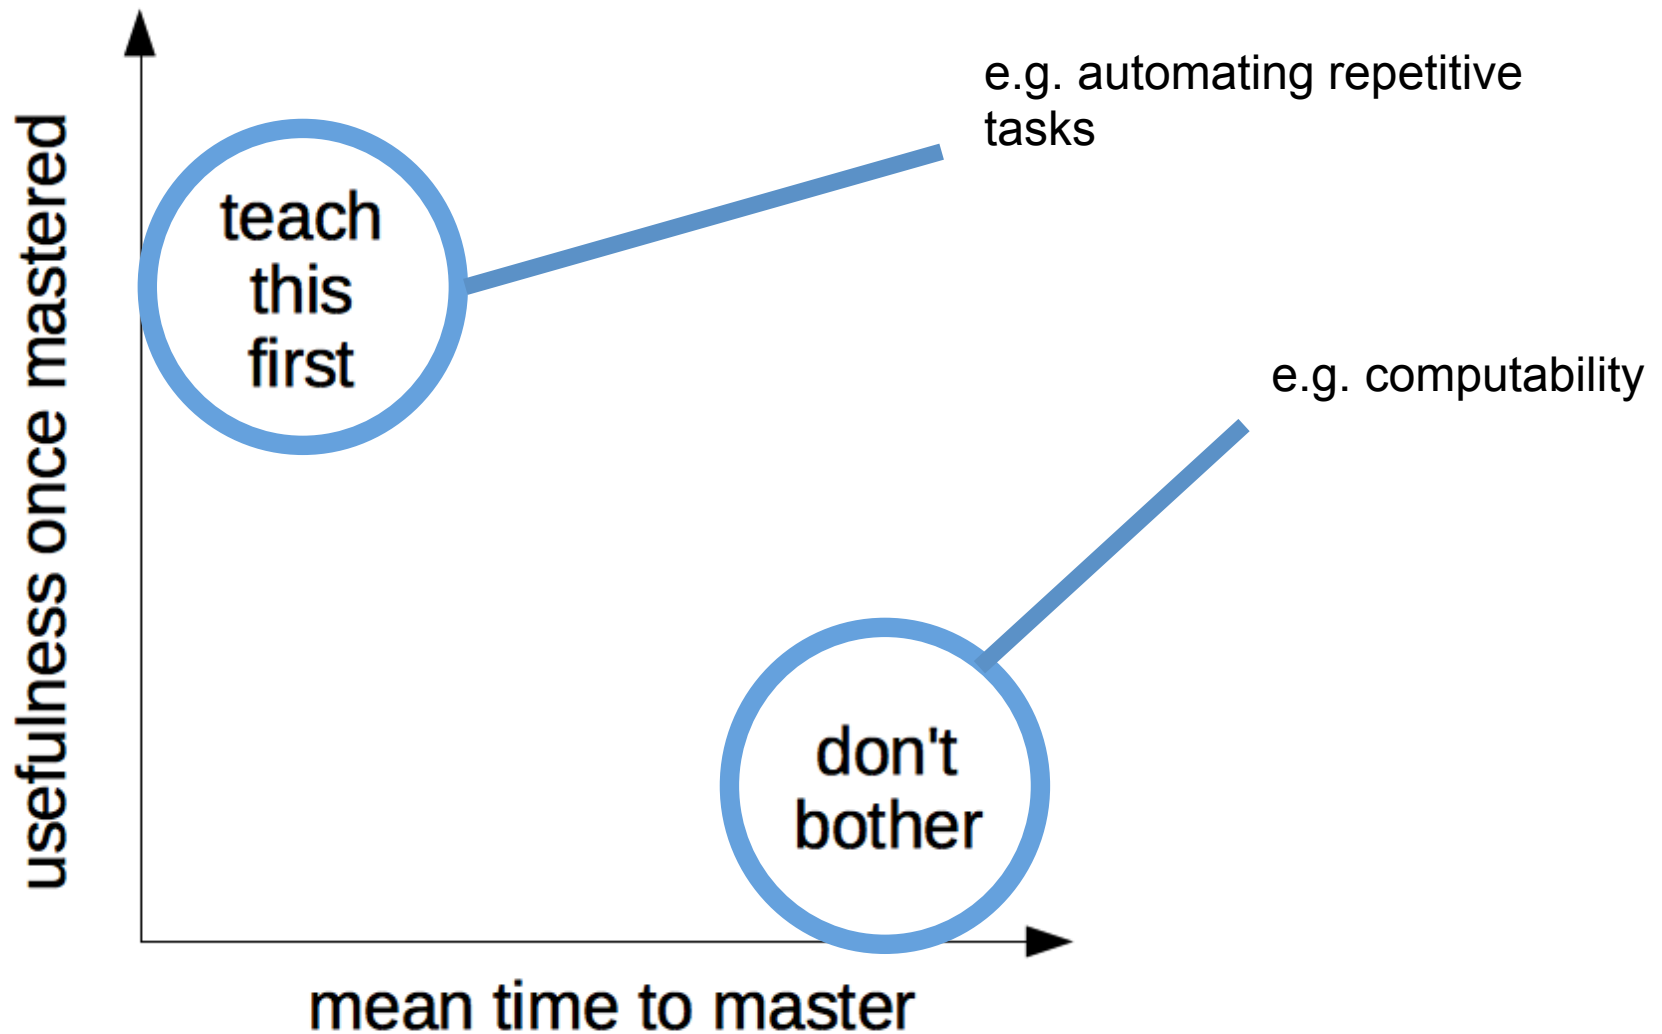 e.g. automating repetitive
tasks
teach
this
first
usefulness once mastered
e.g. computability
don't
bother
mean time to master